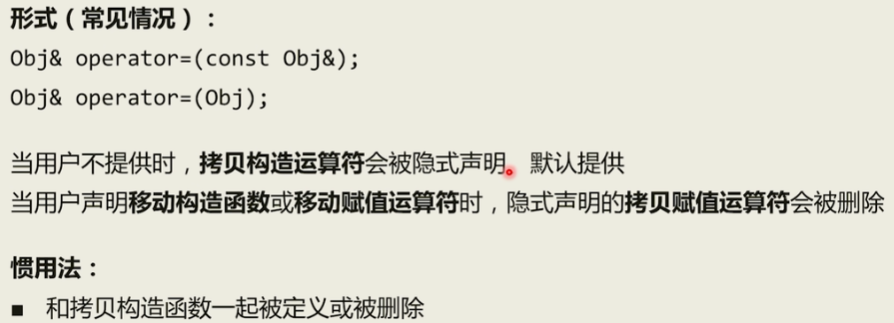 形式（常见情况）：
Obj& operator=(const Obj&);
Obj& operator=(Obj);
当用户不提供时，拷贝构造运算符会被隐式声明。默认提供
当用户声明移动构造函数或移动赋值运算符时，隐式声明的拷贝赋值运算符会被删除
惯用法：
■ 和拷贝构造函数一起被定义或被删除